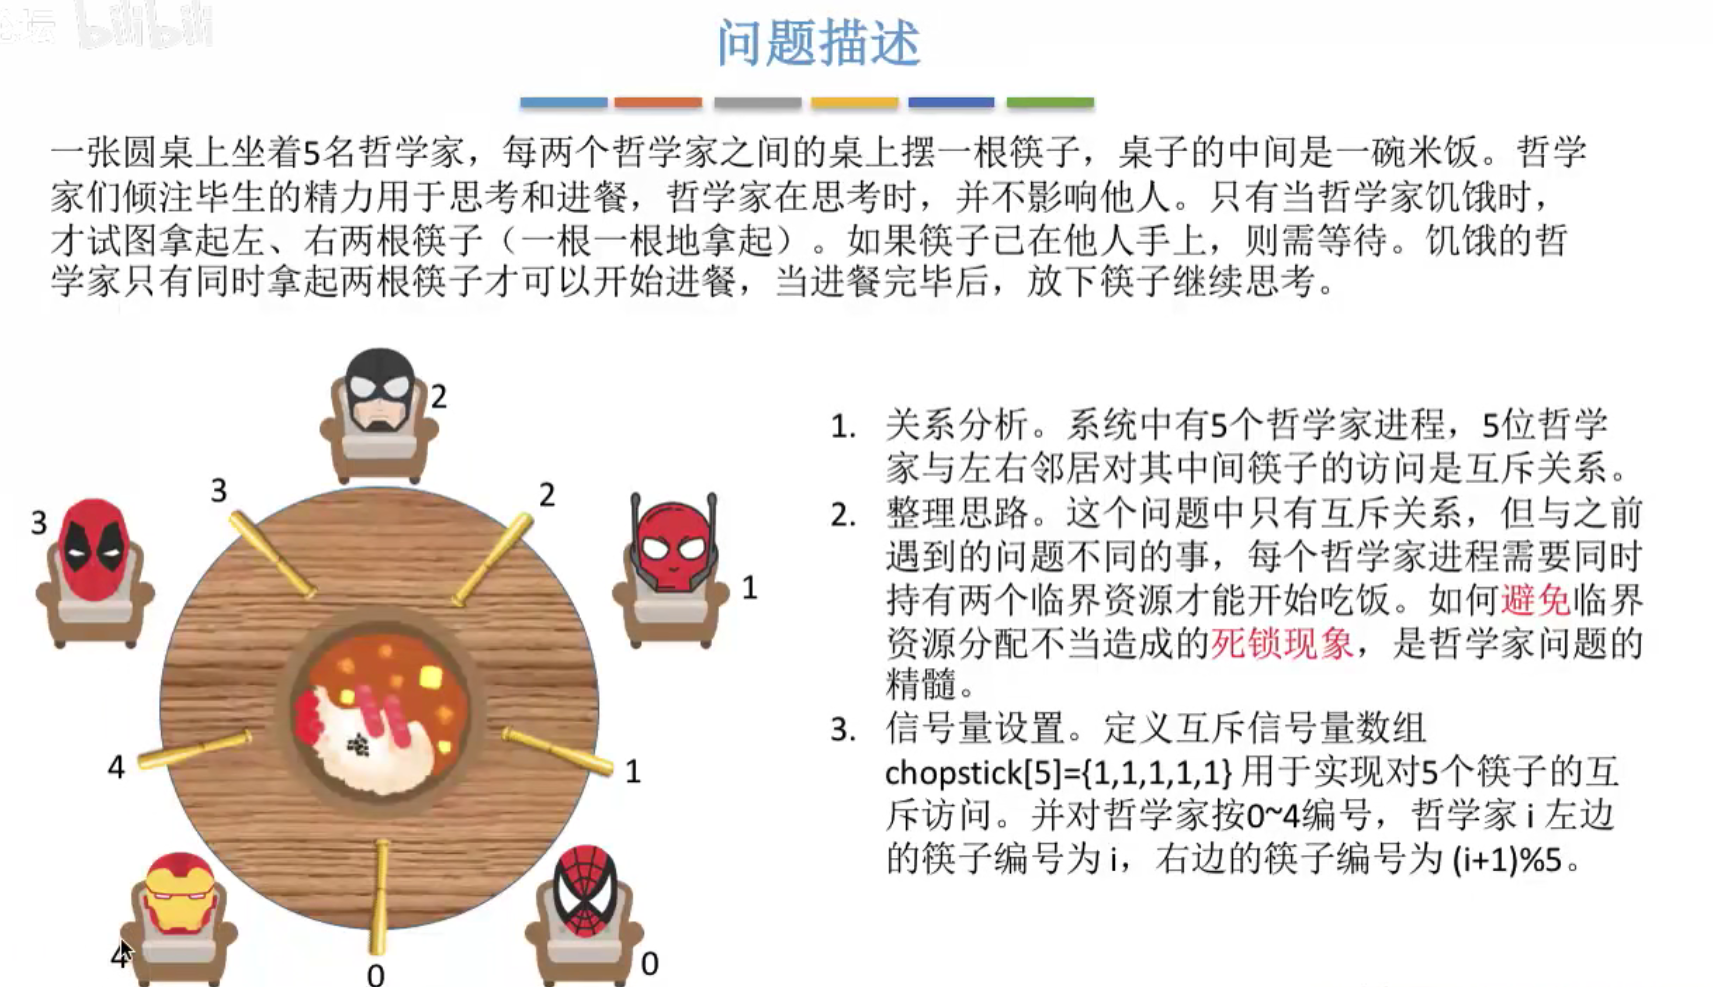 坛 bilibili
问题描述
一张圆桌上坐着5名哲学家，每两个哲学家之间的桌上摆一根筷子，桌子的中间是一碗米饭。哲学
家们倾注毕生的精力用于思考和进餐，哲学家在思考时，并不影响他人。只有当哲学家饥饿时，
才试图拿起左、右两根筷子（一根一根地拿起）。如果筷子已在他人手上，则需等待。饥饿的哲
学家只有同时拿起两根筷子才可以开始进餐，当进餐完毕后，放下筷子继续思考。
2
3
2
3
1
4
1
4
0
0
1. 关系分析。系统中有5个哲学家进程，5位哲学
家与左右邻居对其中间筷子的访问是互斥关系。
2. 整理思路。这个问题中只有互斥关系，但与之前
遇到的问题不同的事，每个哲学家进程需要同时
持有两个临界资源才能开始吃饭。如何避免临界
资源分配不当造成的死锁现象，是哲学家问题的
精髓。
3. 信号量设置。定义互斥信号量数组
chopstick[5]={1,1,1,1,1} 用于实现对5个筷子的互
斥访问。并对哲学家按0~4编号，哲学家 i 左边
的筷子编号为 i，右边的筷子编号为 (i+1)%5。